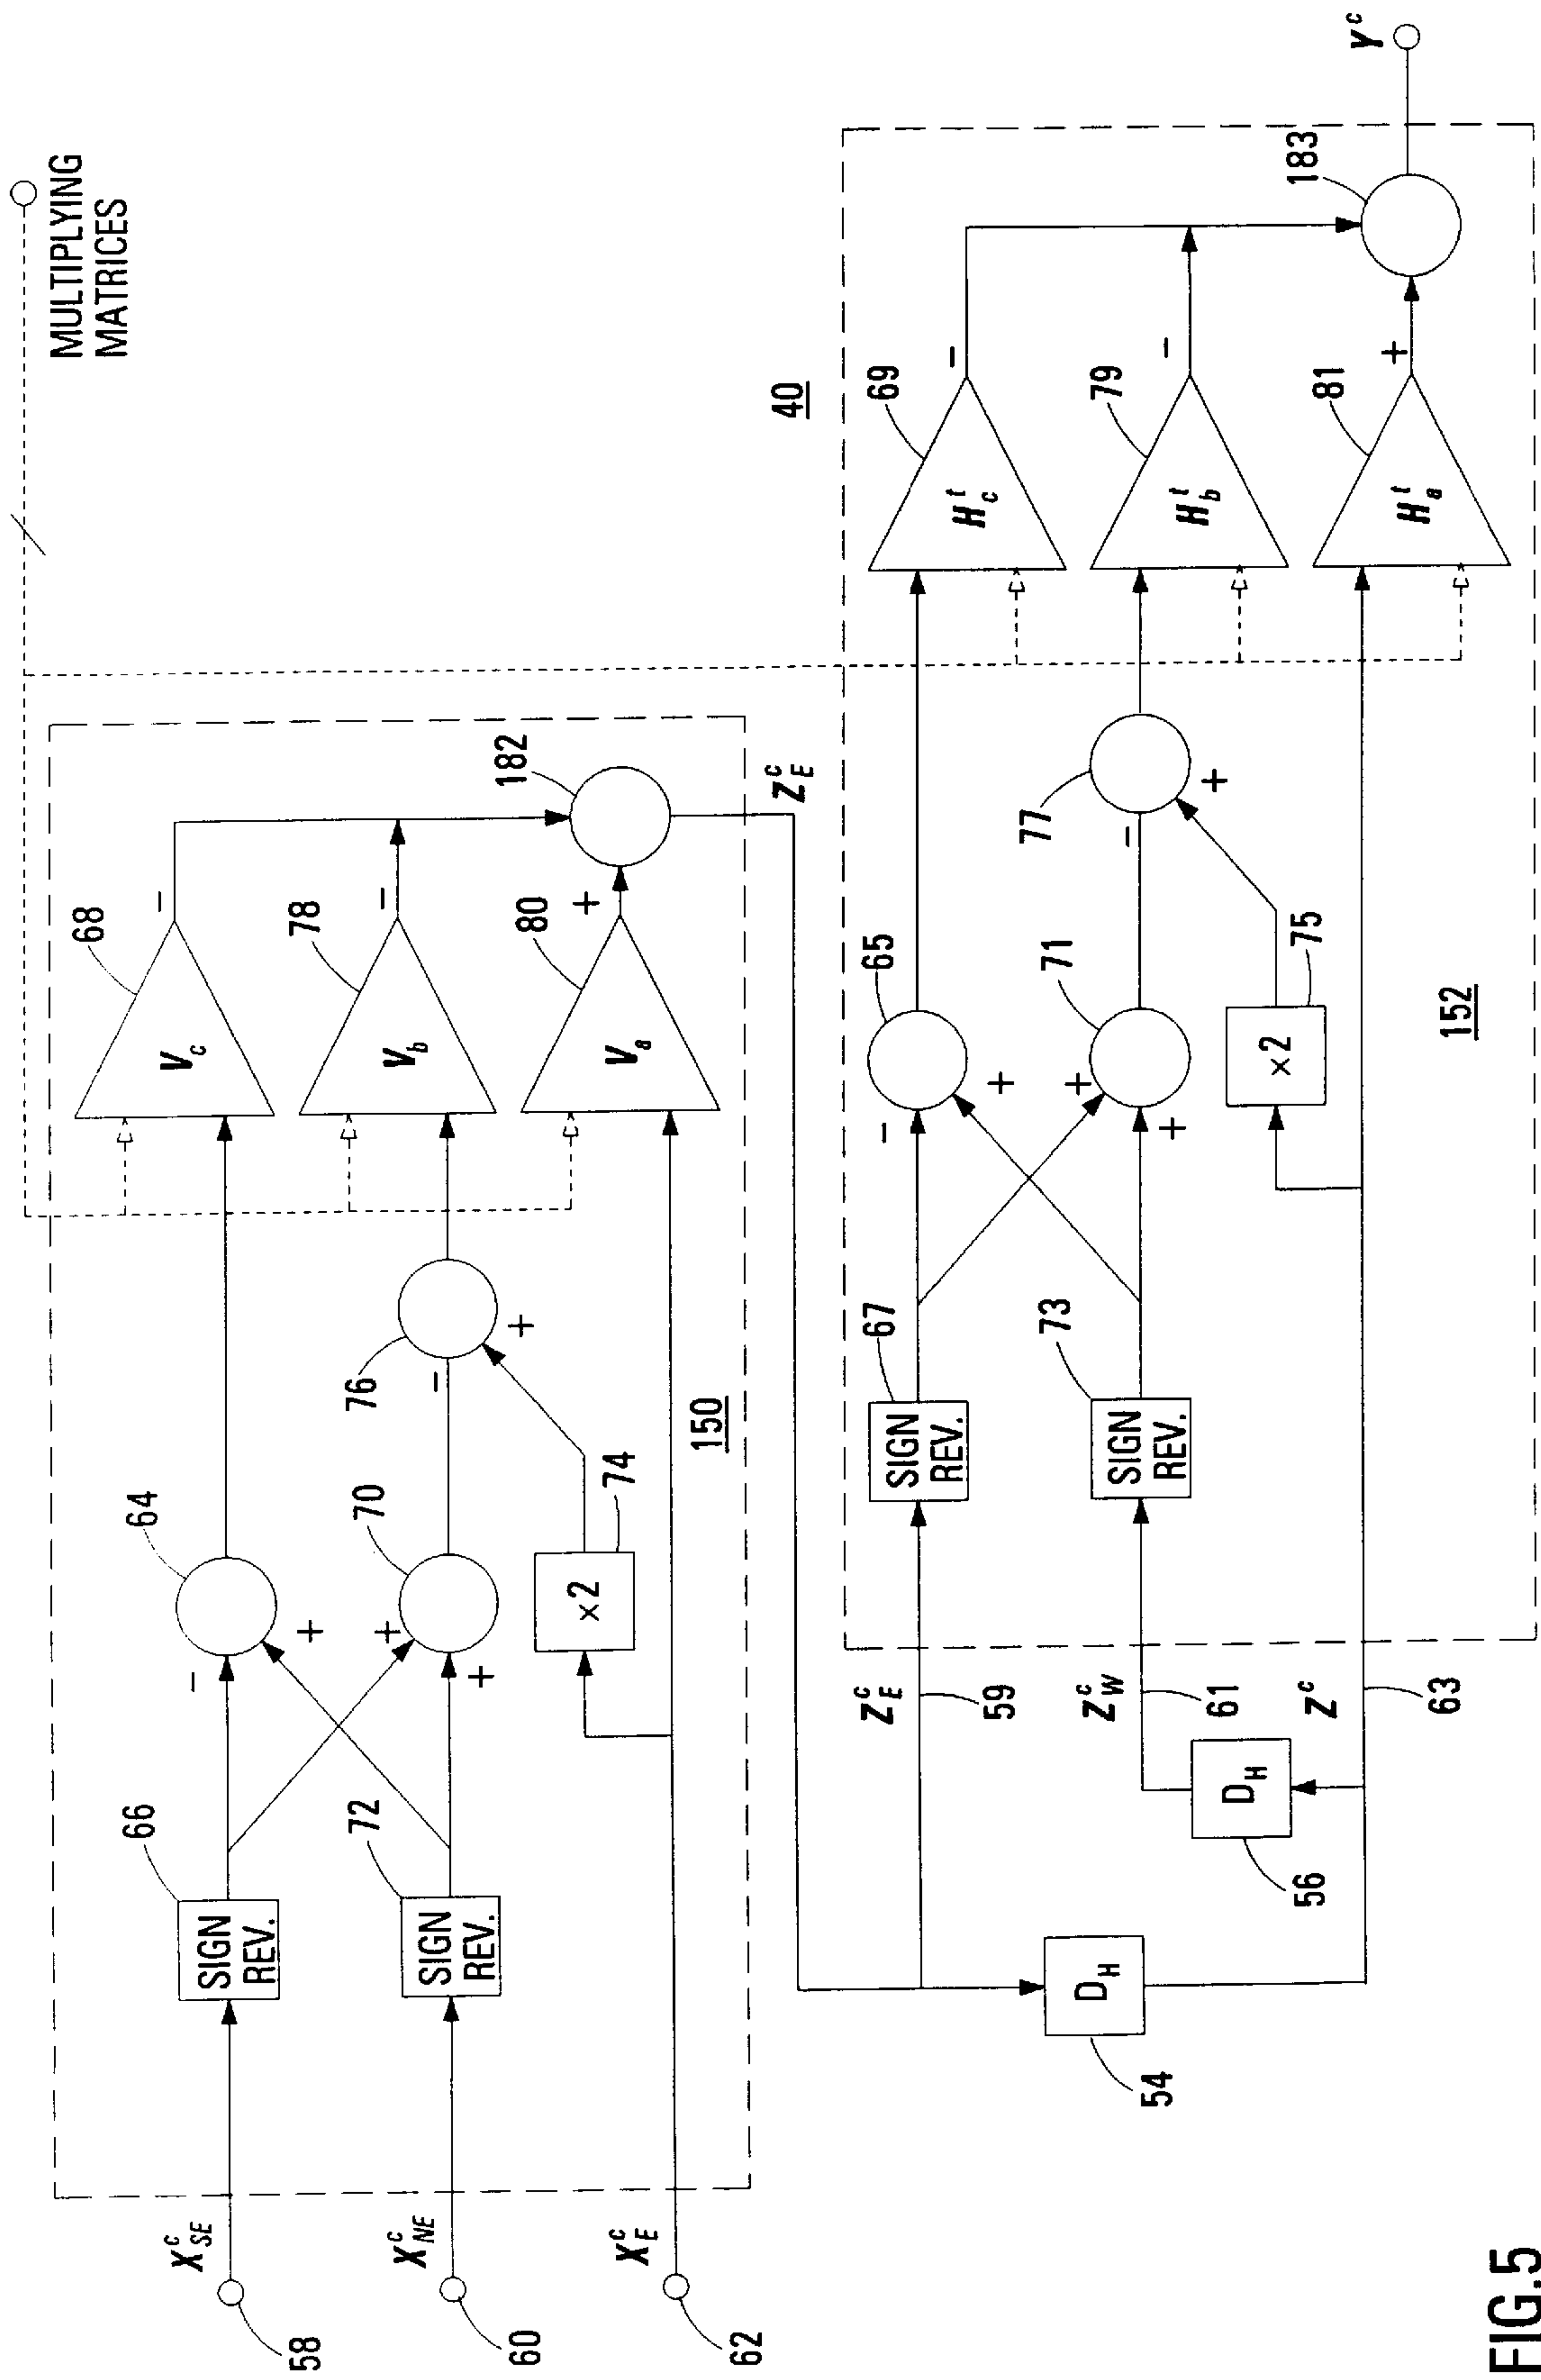 MULTIPLYING
MATRICES
40
150
X^c_SE
58
66
SIGN
REV.
64
−
+
68
V_c
−
X^c_NE
60
72
SIGN
REV.
70
+
+
76
−
+
78
V_b
−
X^c_E
62
74
×2
80
V_a
+
182
Z^c_E
54
D_H
56
D_H
152
Z^c_E
59
67
SIGN
REV.
65
−
+
69
H^t_c
−
Z^c_W
61
73
SIGN
REV.
71
+
+
77
−
+
79
H^t_b
−
Z^c
63
75
×2
81
H^t_a
+
183
Y^c
FIG.5